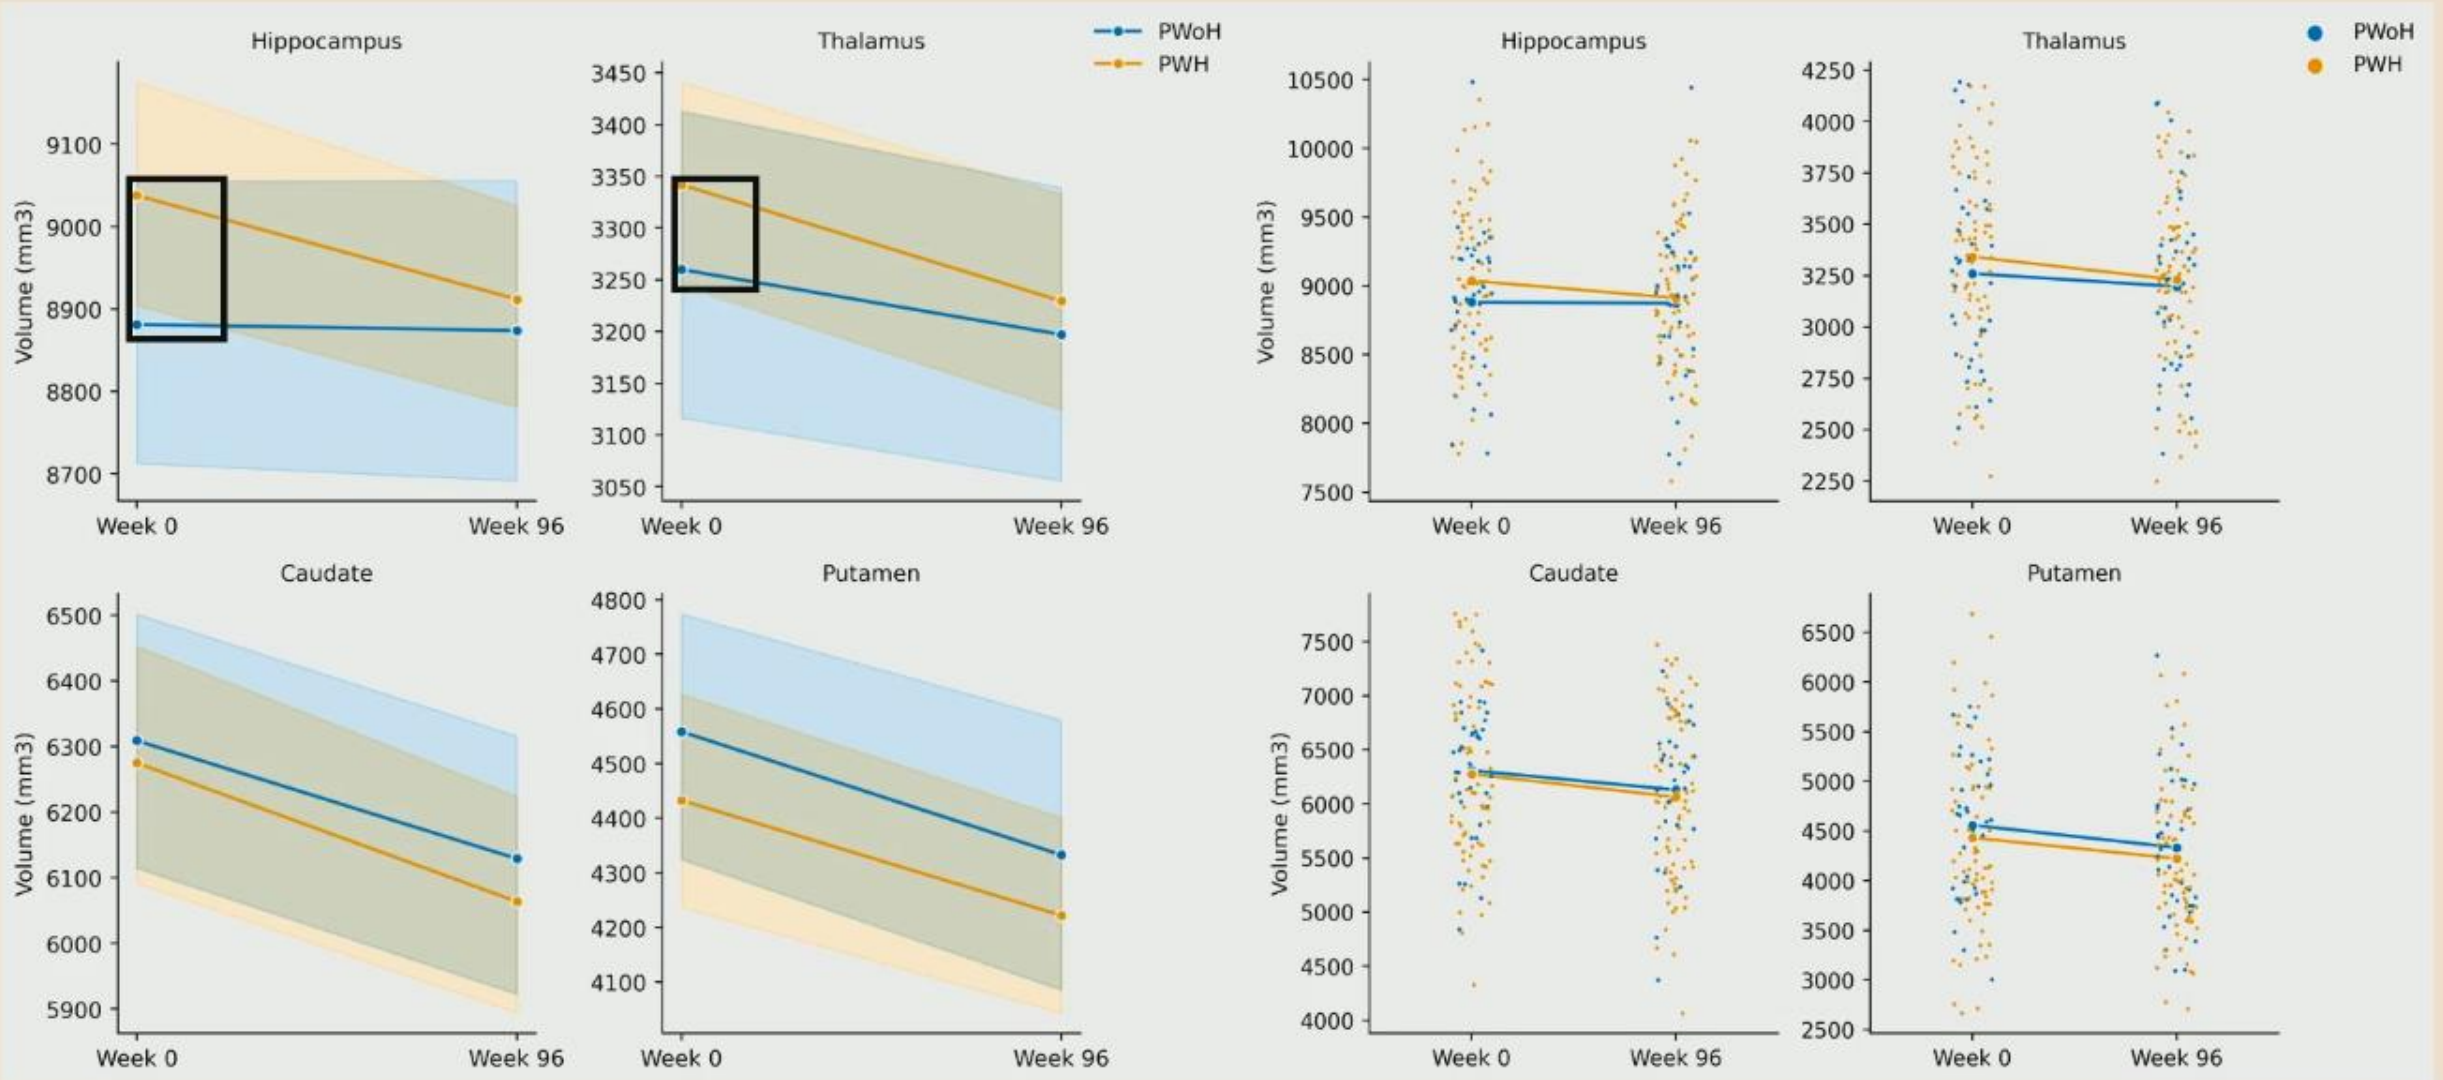 Hippocampus
Volume (mm3)
9100
9000
8900
8800
8700
Week 0 Week 96
Thalamus
3450
3400
3350
3300
3250
3200
3150
3100
3050
Week 0 Week 96
PWoH
PWH
Hippocampus
Volume (mm3)
10500
10000
9500
9000
8500
8000
7500
Week 0 Week 96
Thalamus
4250
4000
3750
3500
3250
3000
2750
2500
2250
Week 0 Week 96
PWoH
PWH
Caudate
Volume (mm3)
6500
6400
6300
6200
6100
6000
5900
Week 0 Week 96
Putamen
4800
4700
4600
4500
4400
4300
4200
4100
Week 0 Week 96
Caudate
Volume (mm3)
7500
7000
6500
6000
5500
5000
4500
4000
Week 0 Week 96
Putamen
6500
6000
5500
5000
4500
4000
3500
3000
2500
Week 0 Week 96